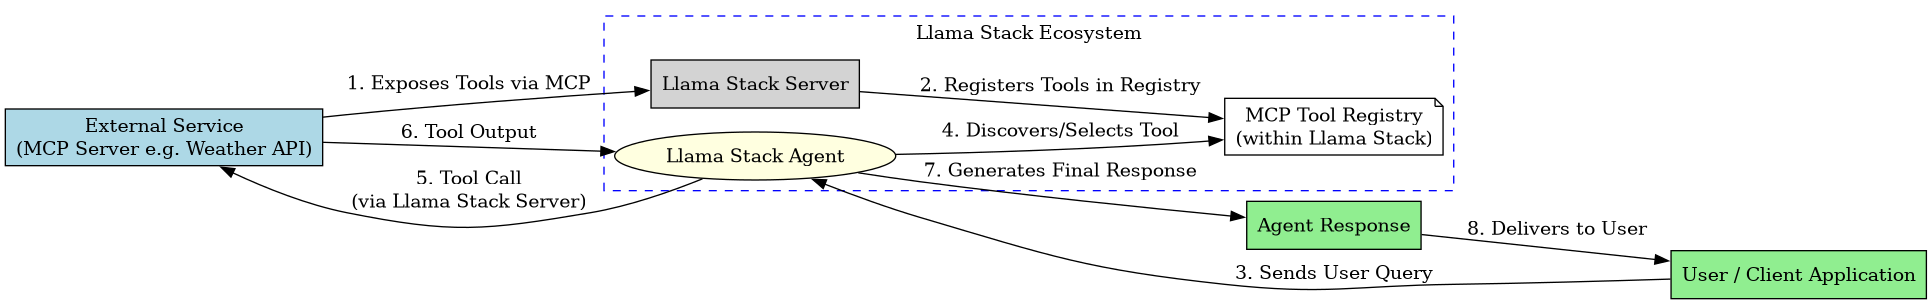 Llama Stack Ecosystem
1. Exposes Tools via MCP
Llama Stack Server
2. Registers Tools in Registry
MCP Tool Registry
(within Llama Stack)
External Service
(MCP Server e.g. Weather API)
6. Tool Output
Llama Stack Agent
4. Discovers/Selects Tool
5. Tool Call
(via Llama Stack Server)
7. Generates Final Response
Agent Response
8. Delivers to User
3. Sends User Query
User / Client Application